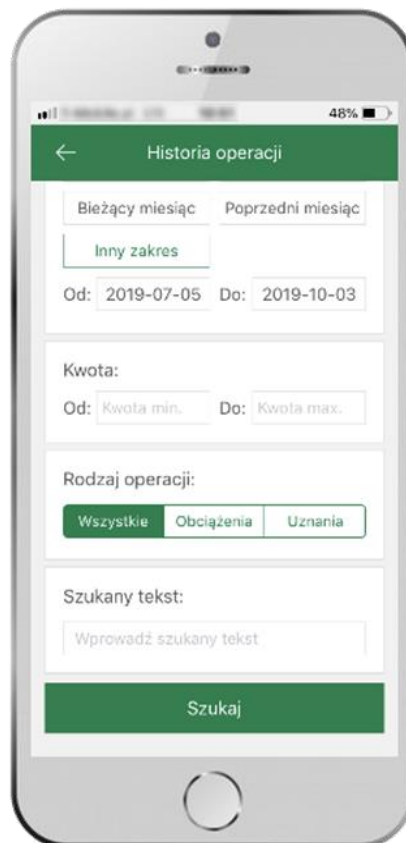 48%
Historia operacji
Bieżący miesiąc Poprzedni miesiąc
Inny zakres
Od: 2019-07-05 Do: 2019-10-03
Kwota:
Od: Kwota min. Do: Kwota max.
Rodzaj operacji:
Wszystkie Obciążenia Uznania
Szukany tekst:
Wprowadź szukany tekst
Szukaj